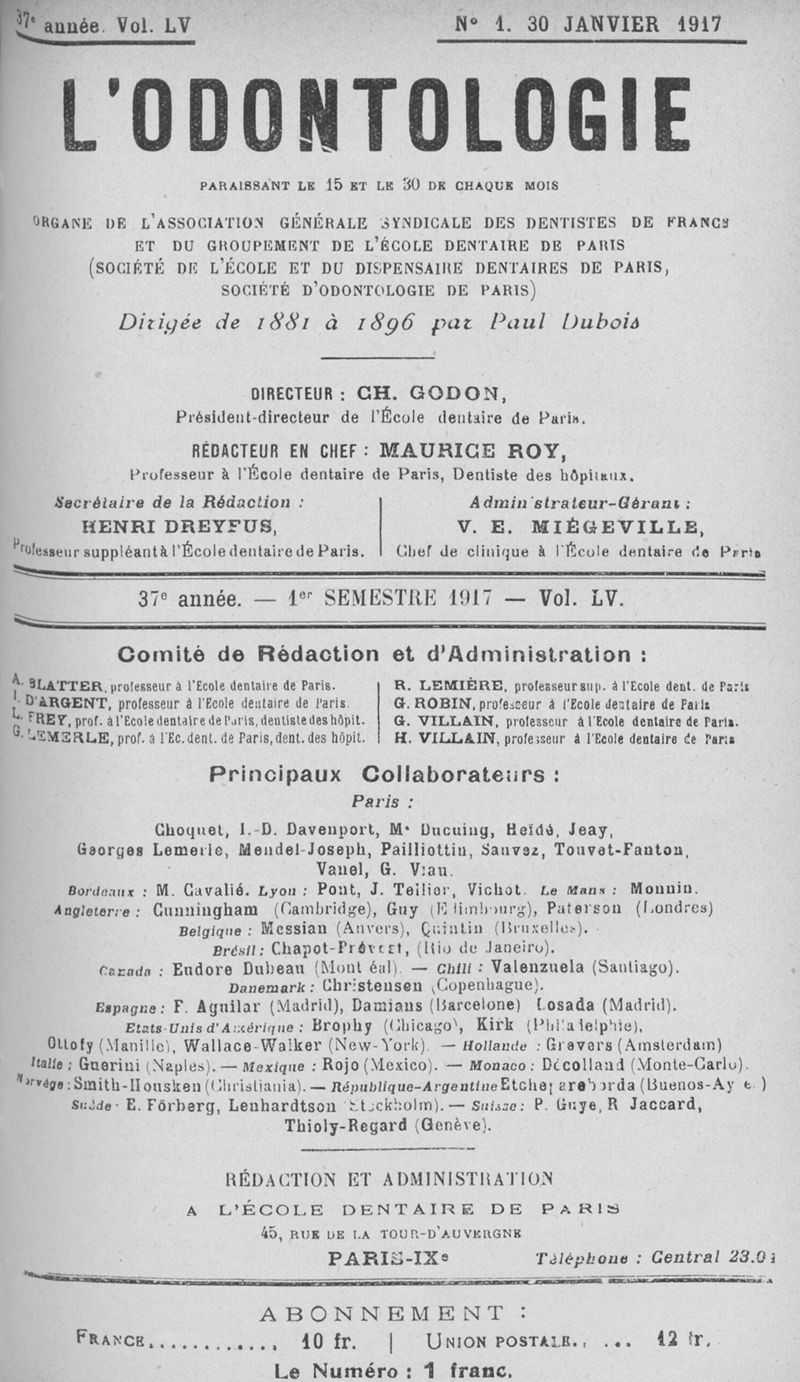 37e année. Vol. LV
N° 1. 30 JANVIER 1917
L'ODONTOLOGIE
PARAISSANT LE 15 ET LE 30 DE CHAQUE MOIS
ORGANE DE L'ASSOCIATION GÉNÉRALE SYNDICALE DES DENTISTES DE FRANCE
ET DU GROUPEMENT DE L'ÉCOLE DENTAIRE DE PARIS
(SOCIÉTÉ DE L'ÉCOLE ET DU DISPENSAIRE DENTAIRES DE PARIS,
SOCIÉTÉ D'ODONTOLOGIE DE PARIS)
Dirigée de 1881 à 1896 par Paul Dubois
DIRECTEUR : CH. GODON,
Président-directeur de l'École dentaire de Paris.
RÉDACTEUR EN CHEF : MAURICE ROY,
Professeur à l'École dentaire de Paris, Dentiste des hôpitaux.
Secrétaire de la Rédaction :
HENRI DREYFUS,
Professeur suppléant à l'École dentaire de Paris.
Administrateur-Gérant :
V. E. MIÉGEVILLE,
Chef de clinique à l'École dentaire de Paris
37e année. — 1er SEMESTRE 1917 — Vol. LV.
Comité de Rédaction et d'Administration :
A. BLATTER, professeur à l'Ecole dentaire de Paris.
D'ARGENT, professeur à l'Ecole dentaire de Paris.
L. FREY, prof. à l'Ecole dentaire de Paris, dentiste des hôpit.
G. LEMERLE, prof. à l'Ec. dent. de Paris, dent. des hôpit.
R. LEMIÈRE, professeur sup. à l'Ecole dent. de Paris
G. ROBIN, professeur à l'Ecole dentaire de Paris
G. VILLAIN, professeur à l'Ecole dentaire de Paris.
H. VILLAIN, professeur à l'Ecole dentaire de Paris
Principaux Collaborateurs :
Paris :
Choquet, I.-D. Davenport, Me Ducuing, Heïdé, Jeay,
Georges Lemerle, Mendel-Joseph, Pailliottin, Sauvez, Touvet-Fanton,
Vanel, G. Viau.
Bordeaux : M. Cavalié. Lyon : Pont, J. Tellier, Vichot. Le Mans : Monnin.
Angleterre : Cunningham (Cambridge), Guy (Edimbourg), Paterson (Londres)
Belgique : Messian (Anvers), Quintin (Bruxelles).
Brésil : Chapot-Prévost, (Rio de Janeiro).
Canada : Eudore Dubeau (Montréal). — Chili : Valenzuela (Santiago).
Danemark : Christensen (Copenhague).
Espagne : F. Aguilar (Madrid), Damians (Barcelone) Losada (Madrid).
Etats-Unis d'Amérique : Brophy (Chicago), Kirk (Philadelphie),
Ottofy (Manille), Wallace-Walker (New-York). — Hollande : Grevers (Amsterdam)
Italie : Guerini (Naples). — Mexique : Rojo (Mexico). — Monaco : Décolland (Monte-Carlo).
Norvège : Smith-Housken (Christiania). — République-Argentine Etchepareborda (Buenos-Ay
Suède : E. Förberg, Lenhardtson Stockholm). — Suisse : P. Guye, R Jaccard,
Thioly-Regard (Genève).
RÉDACTION ET ADMINISTRATION
A L'ÉCOLE DENTAIRE DE PARIS
45, RUE DE LA TOUR-D'AUVERGNE
PARIS-IXe
Téléphone : Central 23.0
ABONNEMENT :
FRANCE............. 10 fr. | UNION POSTALE.. ... 12 fr.
Le Numéro : 1 franc.